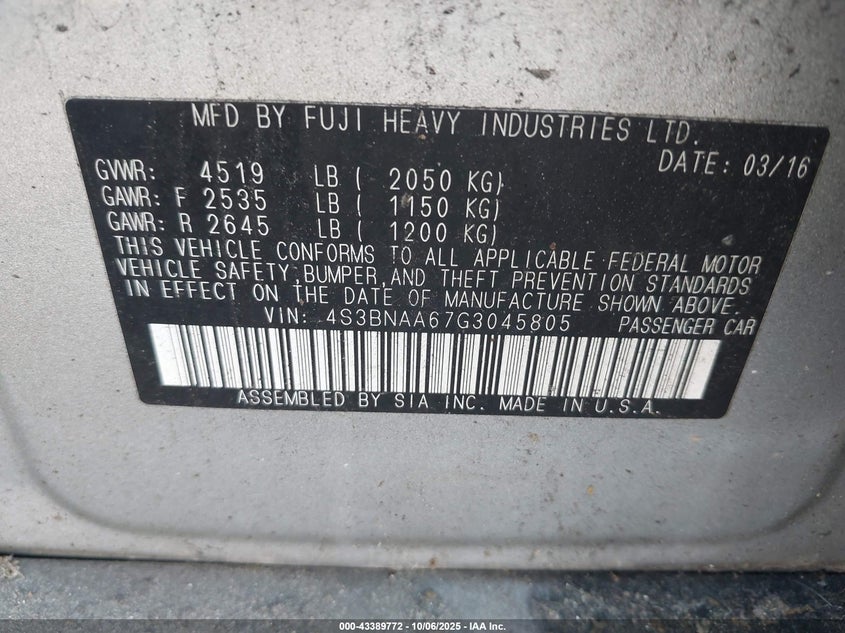 MFD BY FUJI HEAVY INDUSTRIES LTD.
DATE: 03/16
GVWR: 4519 LB ( 2050 KG)
GAWR: F 2535 LB ( 1150 KG)
GAWR: R 2645 LB ( 1200 KG)
THIS VEHICLE CONFORMS TO ALL APPLICABLE FEDERAL MOTOR
VEHICLE SAFETY, BUMPER, AND THEFT PREVENTION STANDARDS
IN EFFECT ON THE DATE OF MANUFACTURE SHOWN ABOVE.
VIN: 4S3BNAA67G3045805 PASSENGER CAR
ASSEMBLED BY SIA INC. MADE IN U.S.A.
000-43389772 - 10/06/2025 - IAA Inc.